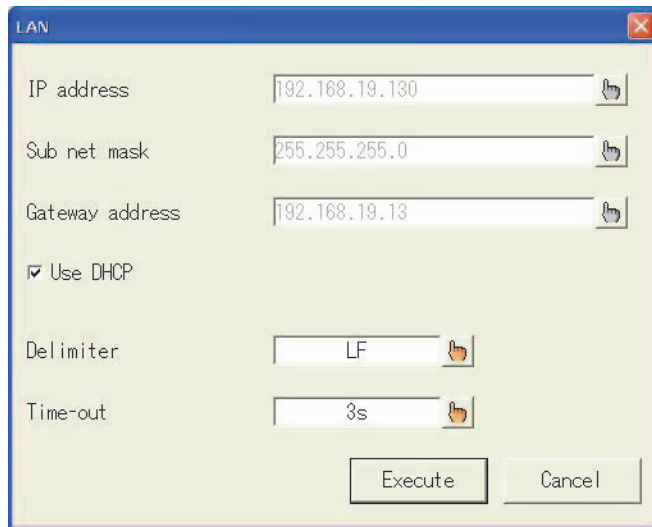 LAN
IP address 192.168.19.130
Sub net mask 255.255.255.0
Gateway address 192.168.19.13
Use DHCP
Delimiter LF
Time-out 3s
Execute Cancel